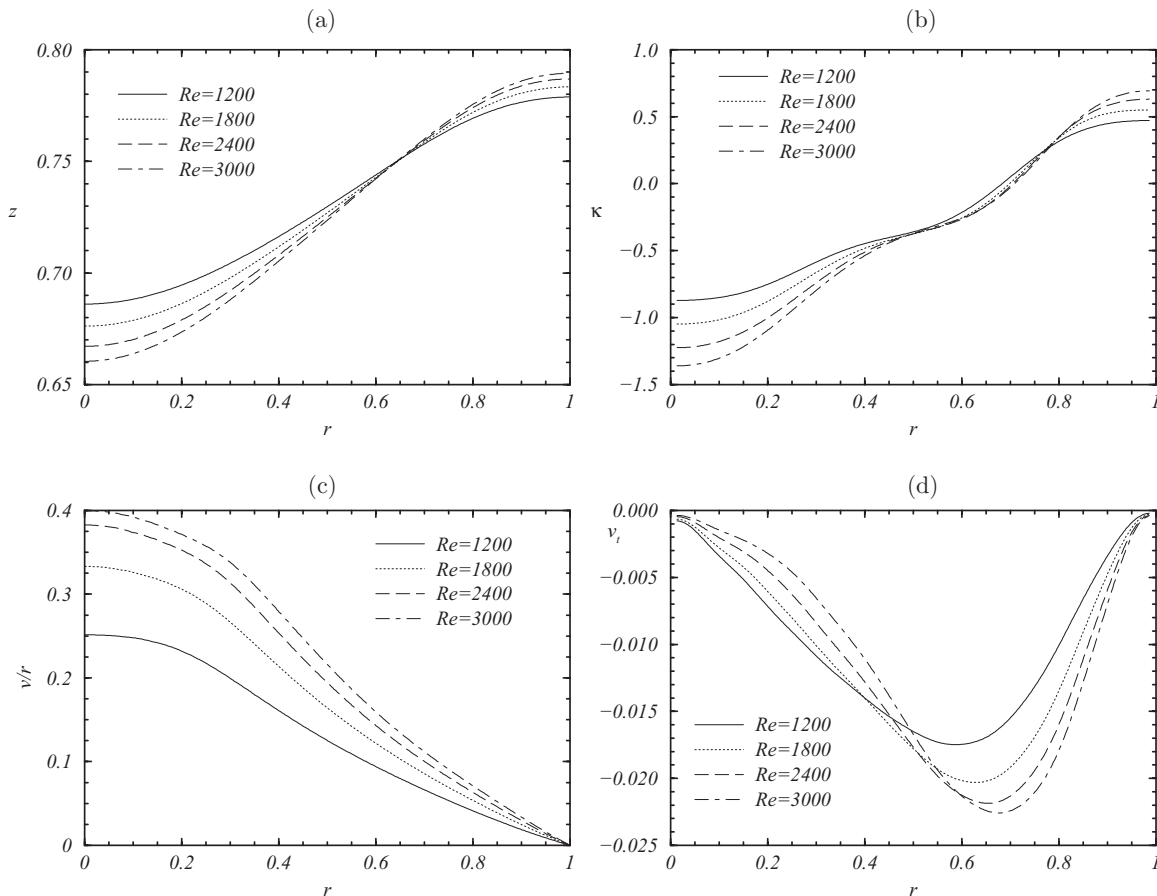 (a)
0.80
0.75
z
0.70
0.65
Re=1200
Re=1800
Re=2400
Re=3000
0 0.2 0.4 0.6 0.8 1
r
(b)
1.0
0.5
0.0
κ
−0.5
−1.0
−1.5
Re=1200
Re=1800
Re=2400
Re=3000
0 0.2 0.4 0.6 0.8 1
r
(c)
0.4
0.3
0.2
v/r
0.1
0
Re=1200
Re=1800
Re=2400
Re=3000
0 0.2 0.4 0.6 0.8 1
r
(d)
0.000
v_t
−0.005
−0.010
−0.015
−0.020
−0.025
Re=1200
Re=1800
Re=2400
Re=3000
0 0.2 0.4 0.6 0.8 1
r